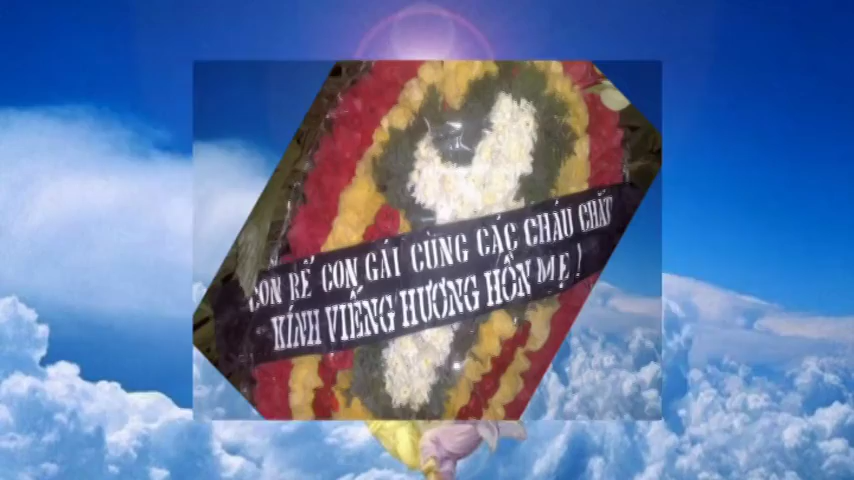 CON RỂ CON GÁI CÙNG CÁC CHÁU CHẮT
KÍNH VIẾNG HƯƠNG HỒN MẸ!